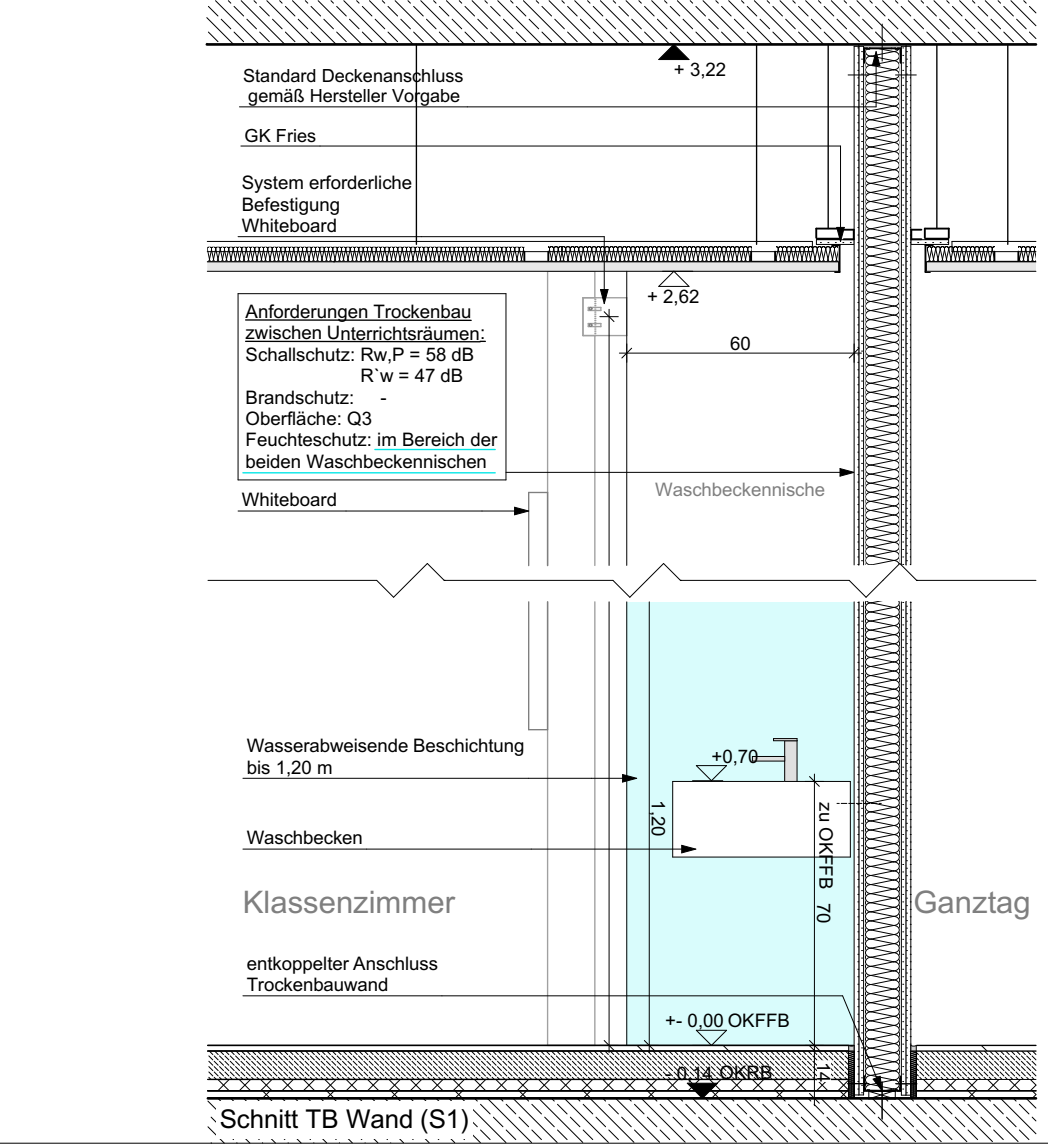 + 3,22
Standard Deckenanschluss
gemäß Hersteller Vorgabe
GK Fries
System erforderliche
Befestigung
Whiteboard
+ 2,62
Anforderungen Trockenbau
zwischen Unterrichtsräumen:
Schallschutz: Rw,P = 58 dB
R`w = 47 dB
Brandschutz: -
Oberfläche: Q3
Feuchteschutz: im Bereich der
beiden Waschbeckennischen
60
Waschbeckennische
Whiteboard
Wasserabweisende Beschichtung
bis 1,20 m
+0,70
1,20
zu OKFFB 70
Waschbecken
Klassenzimmer
Ganztag
entkoppelter Anschluss
Trockenbauwand
+- 0,00 OKFFB
- 0,14 OKRB
14
Schnitt TB Wand (S1)